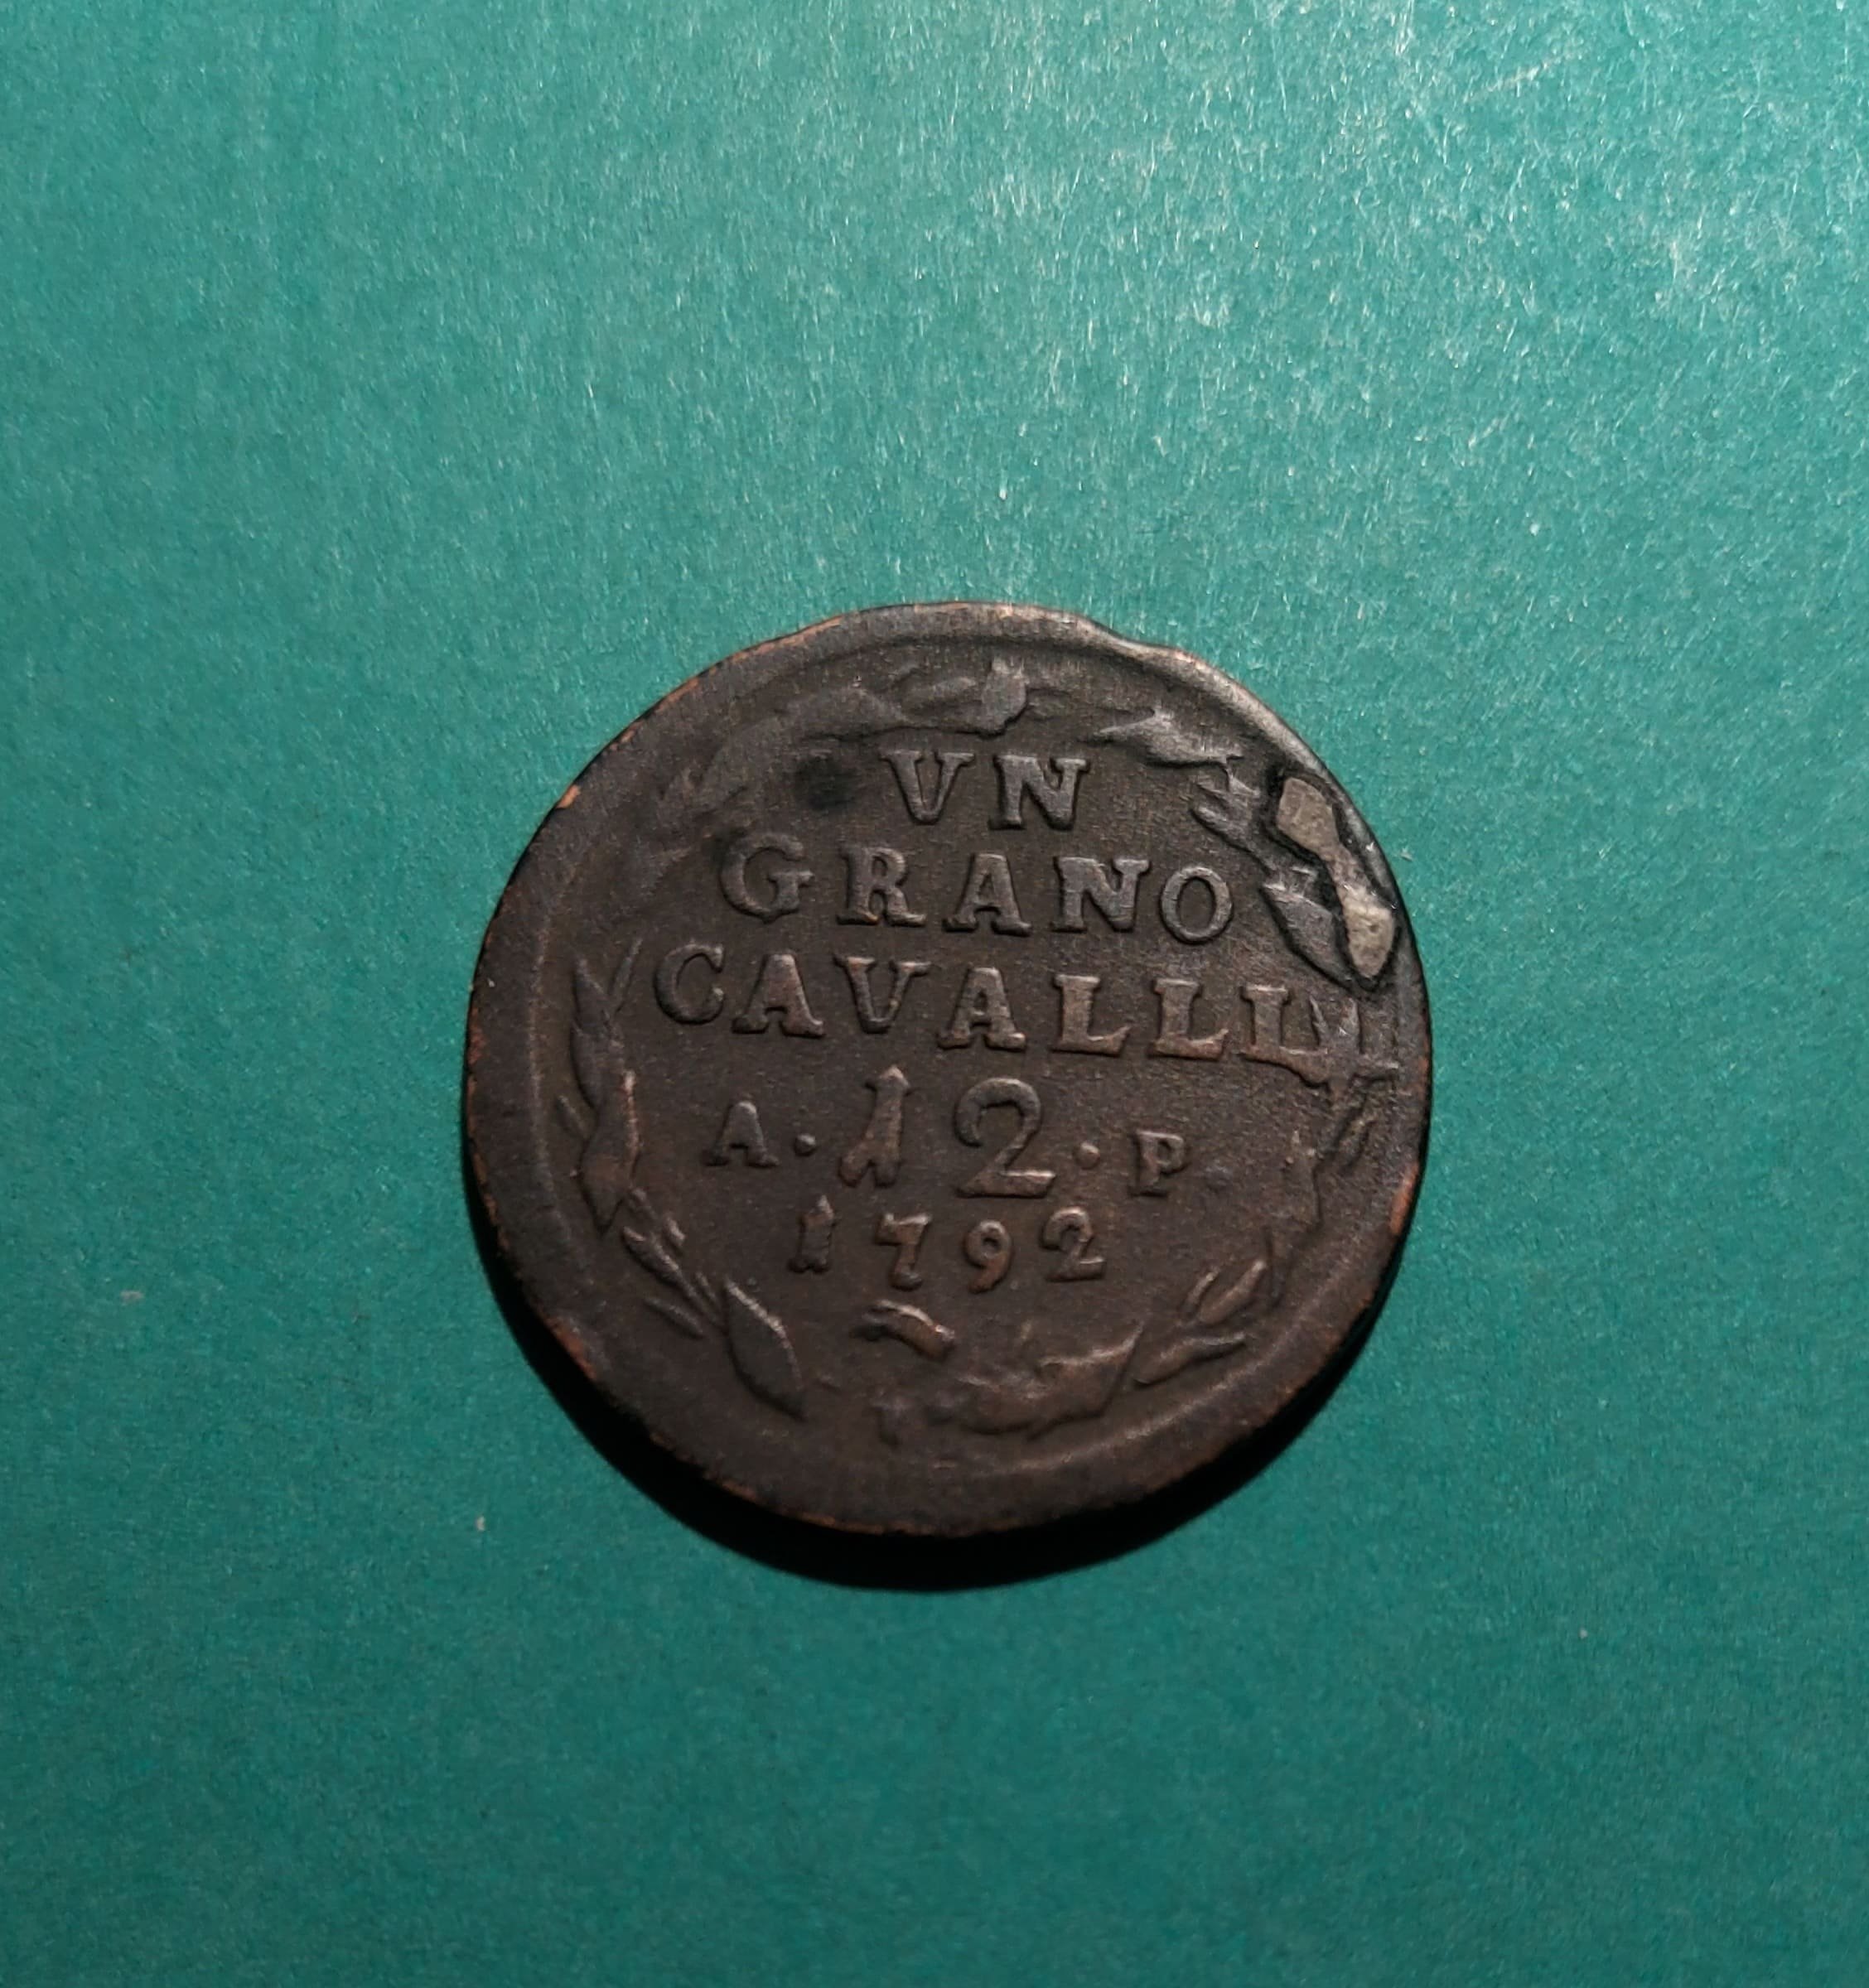 VN
GRANO
CAVALLI
A · 12 · P
1792